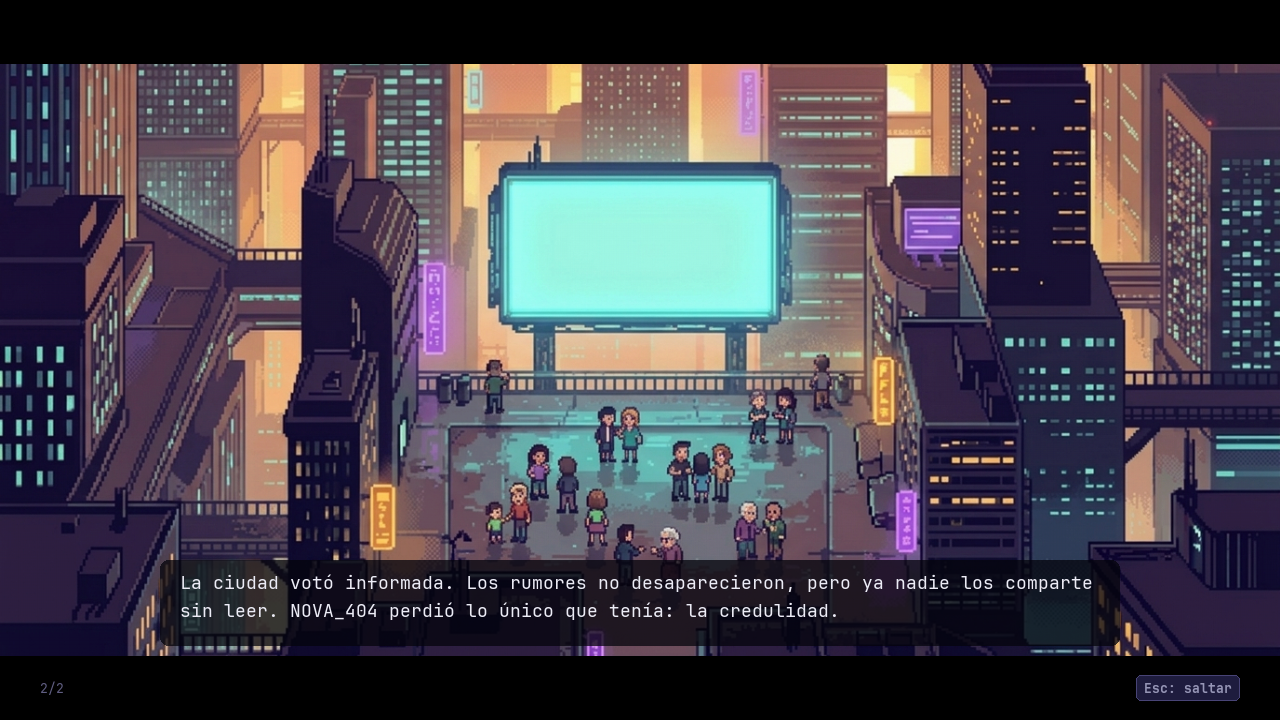 La ciudad votó informada. Los rumores no desaparecieron, pero ya nadie los comparte
sin leer. NOVA_404 perdió lo único que tenía: la credulidad.
2/2
Esc: saltar